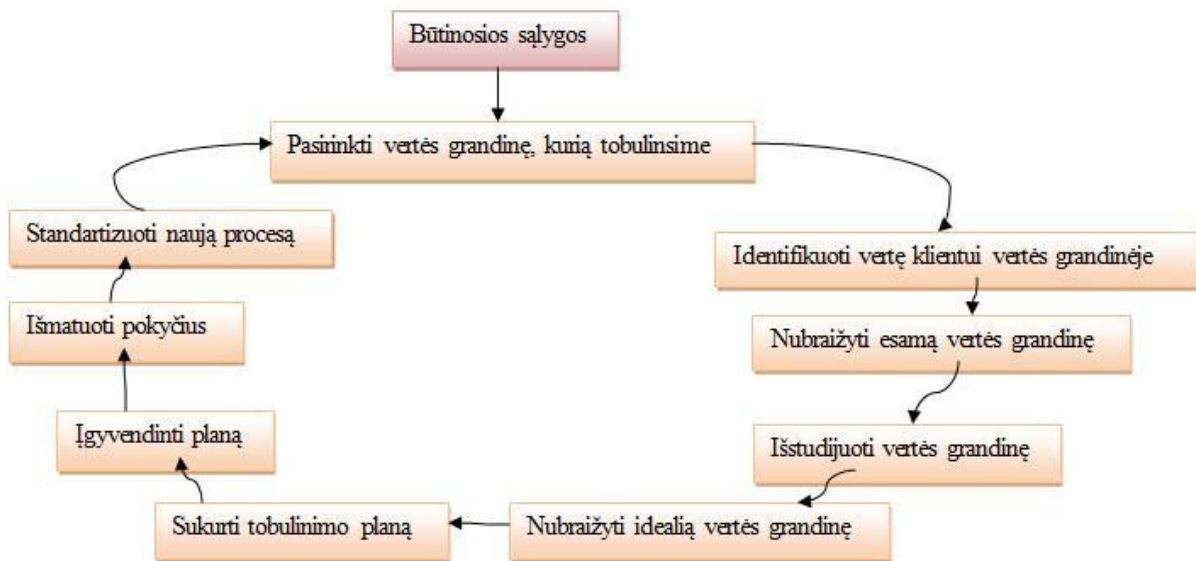 Būtinosios sąlygos
Pasirinkti vertės grandinę, kurią tobulinsime
Identifikuoti vertę klientui vertės grandinėje
Nubraižyti esamą vertės grandinę
Išstudijuoti vertės grandinę
Nubraižyti idealią vertės grandinę
Sukurti tobulinimo planą
Įgyvendinti planą
Išmatuoti pokyčius
Standartizuoti naują procesą